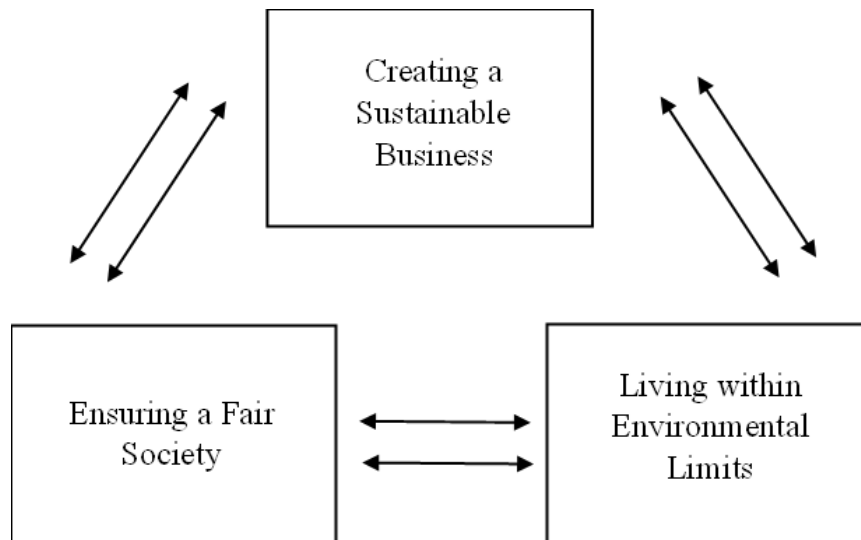 Creating a
Sustainable
Business
Ensuring a Fair
Society
Living within
Environmental
Limits